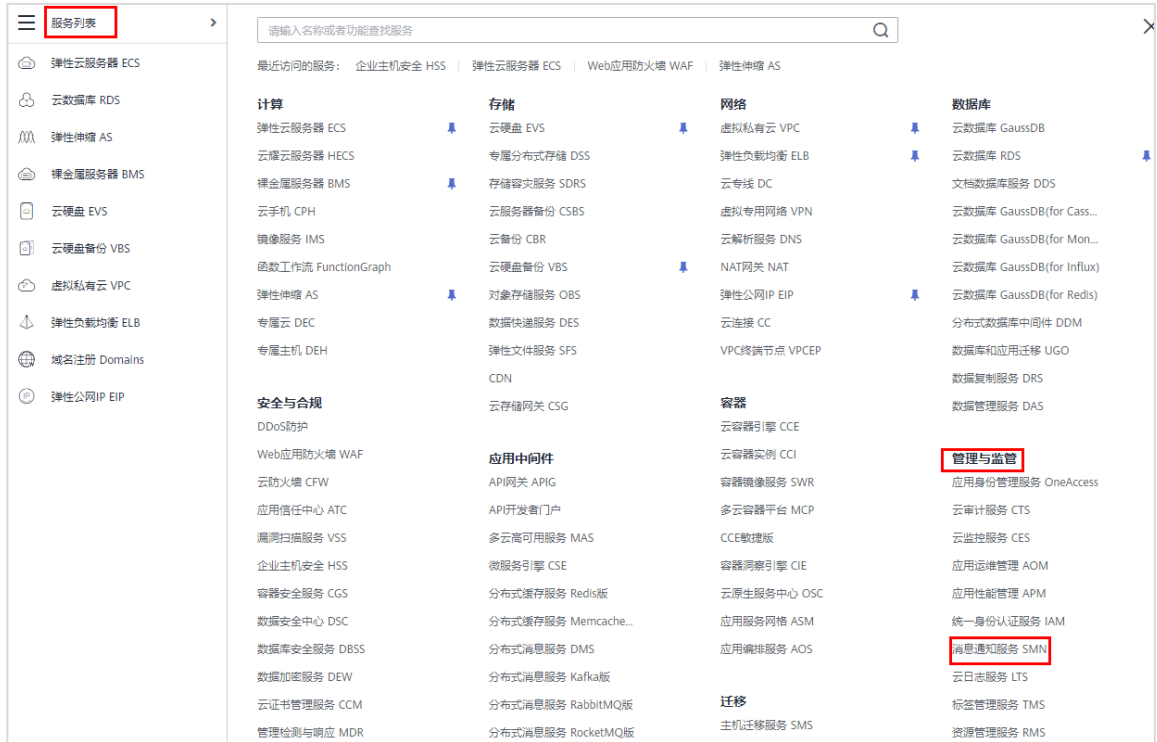 服务列表
弹性云服务器 ECS
云数据库 RDS
弹性伸缩 AS
裸金属服务器 BMS
云硬盘 EVS
云硬盘备份 VBS
虚拟私有云 VPC
弹性负载均衡 ELB
域名注册 Domains
弹性公网IP EIP
请输入名称或者功能查找服务
最近访问的服务： 企业主机安全 HSS 弹性云服务器 ECS Web应用防火墙 WAF 弹性伸缩 AS
计算
弹性云服务器 ECS
云耀云服务器 HECS
裸金属服务器 BMS
云手机 CPH
镜像服务 IMS
函数工作流 FunctionGraph
弹性伸缩 AS
专属云 DEC
专属主机 DEH
安全与合规
DDoS防护
Web应用防火墙 WAF
云防火墙 CFW
应用信任中心 ATC
漏洞扫描服务 VSS
企业主机安全 HSS
容器安全服务 CGS
数据安全中心 DSC
数据库安全服务 DBSS
数据加密服务 DEW
云证书管理服务 CCM
管理检测与响应 MDR
存储
云硬盘 EVS
专属分布式存储 DSS
存储容灾服务 SDRS
云服务器备份 CSBS
云备份 CBR
云硬盘备份 VBS
对象存储服务 OBS
数据快递服务 DES
弹性文件服务 SFS
CDN
云存储网关 CSG
应用中间件
API网关 APIG
API开发者门户
多云高可用服务 MAS
微服务引擎 CSE
分布式缓存服务 Redis版
分布式缓存服务 Memcache...
分布式消息服务 DMS
分布式消息服务 Kafka版
分布式消息服务 RabbitMQ版
分布式消息服务 RocketMQ版
网络
虚拟私有云 VPC
弹性负载均衡 ELB
云专线 DC
虚拟专用网络 VPN
云解析服务 DNS
NAT网关 NAT
弹性公网IP EIP
云连接 CC
VPC终端节点 VPCEP
容器
云容器引擎 CCE
云容器实例 CCI
容器镜像服务 SWR
多云容器平台 MCP
CCE敏捷版
容器洞察引擎 CIE
云原生服务中心 OSC
应用服务网格 ASM
应用编排服务 AOS
迁移
主机迁移服务 SMS
数据库
云数据库 GaussDB
云数据库 RDS
文档数据库服务 DDS
云数据库 GaussDB(for Cass...
云数据库 GaussDB(for Mon...
云数据库 GaussDB(for Influx)
云数据库 GaussDB(for Redis)
分布式数据库中间件 DDM
数据库和应用迁移 UGO
数据复制服务 DRS
数据管理服务 DAS
管理与监管
应用身份管理服务 OneAccess
云审计服务 CTS
云监控服务 CES
应用运维管理 AOM
应用性能管理 APM
统一身份认证服务 IAM
消息通知服务 SMN
云日志服务 LTS
标签管理服务 TMS
资源管理服务 RMS